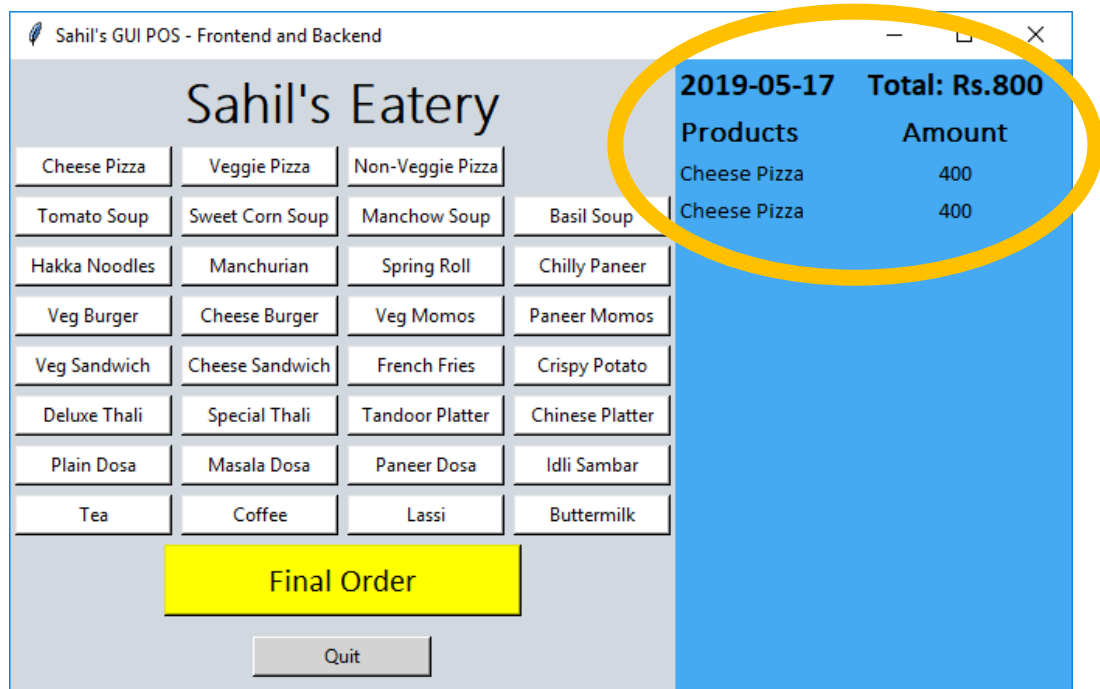 Sahil's GUI POS - Frontend and Backend
Sahil's Eatery
Cheese Pizza Veggie Pizza Non-Veggie Pizza
Tomato Soup Sweet Corn Soup Manchow Soup Basil Soup
Hakka Noodles Manchurian Spring Roll Chilly Paneer
Veg Burger Cheese Burger Veg Momos Paneer Momos
Veg Sandwich Cheese Sandwich French Fries Crispy Potato
Deluxe Thali Special Thali Tandoor Platter Chinese Platter
Plain Dosa Masala Dosa Paneer Dosa Idli Sambar
Tea Coffee Lassi Buttermilk
Final Order
Quit
2019-05-17 Total: Rs.800
Products Amount
Cheese Pizza 400
Cheese Pizza 400